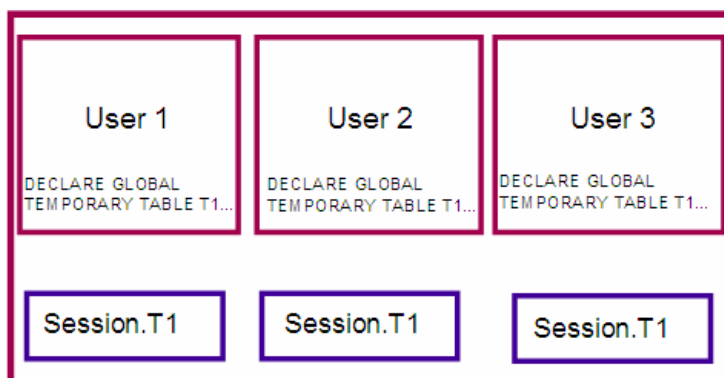 User 1
DECLARE GLOBAL
TEMPORARY TABLE T1...
User 2
DECLARE GLOBAL
TEMPORARY TABLE T1...
User 3
DECLARE GLOBAL
TEMPORARY TABLE T1...
Session.T1
Session.T1
Session.T1